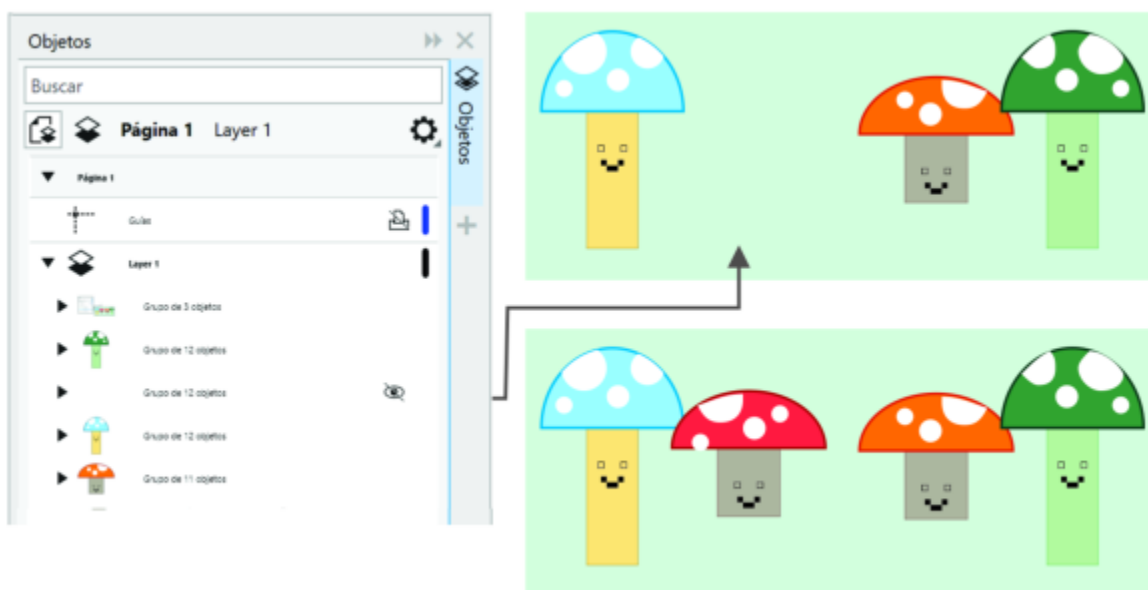 Objetos
Buscar
Página 1 Layer 1
Objetos
Página 1
Guías
Layer 1
Grupo de 3 objetos
Grupo de 12 objetos
Grupo de 12 objetos
Grupo de 12 objetos
Grupo de 11 objetos